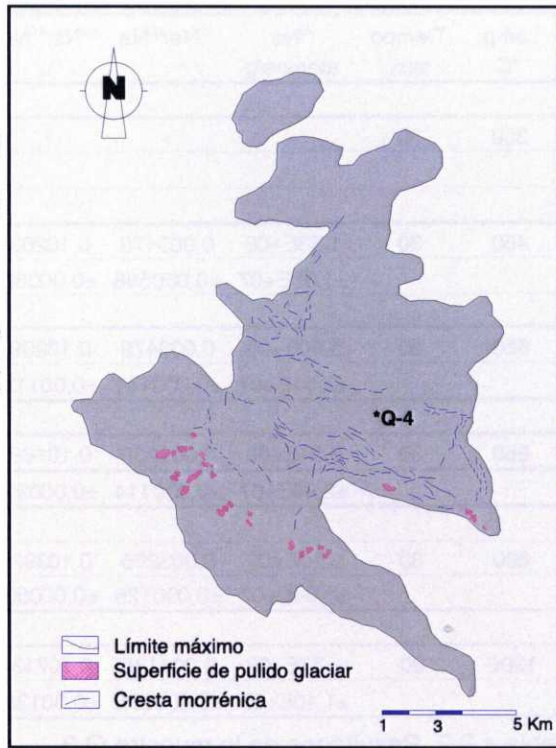 N
*Q-4
Límite máximo
Superficie de pulido glaciar
Cresta morrénica
1 3 5 Km